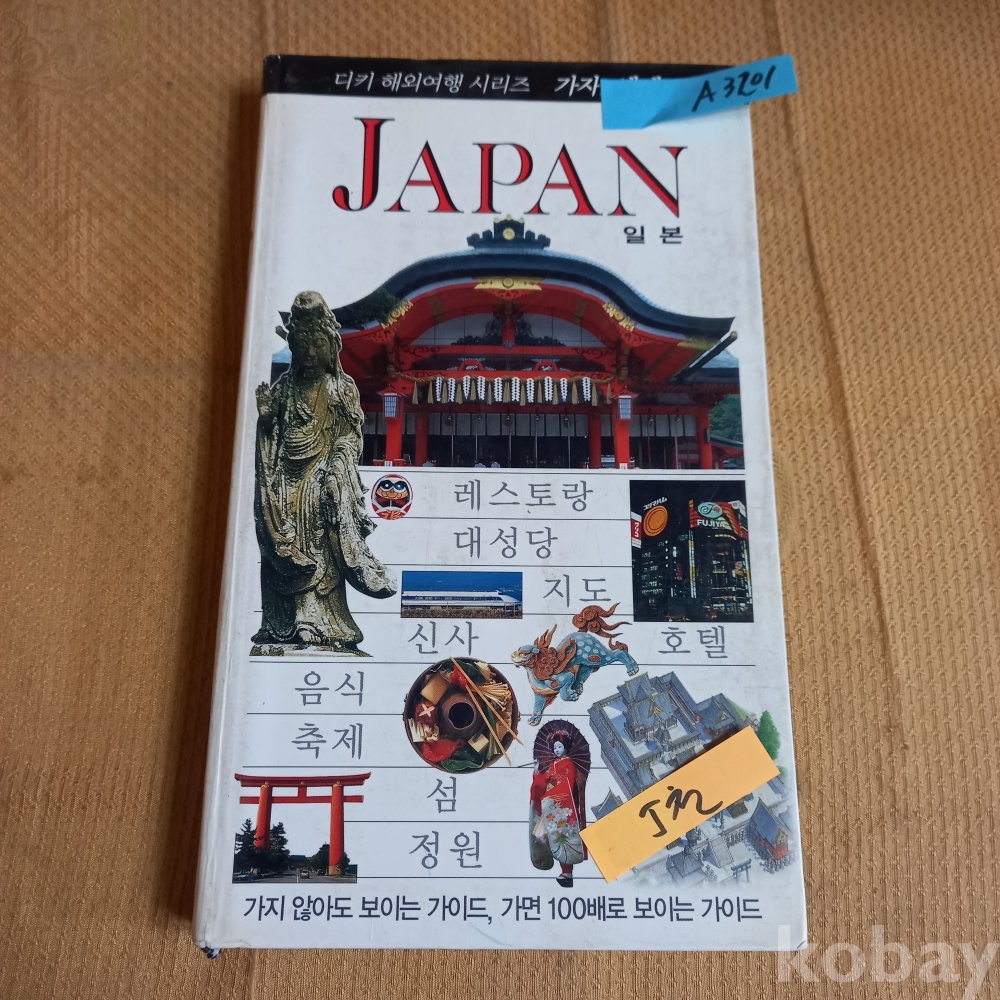 디키 해외여행 시리즈
A3201
JAPAN
일본
레스토랑
대성당
FUJIYA
지도
신사
호텔
음식
축제
섬
정원
가지 않아도 보이는 가이드, 가면 100배로 보이는 가이드
kobay